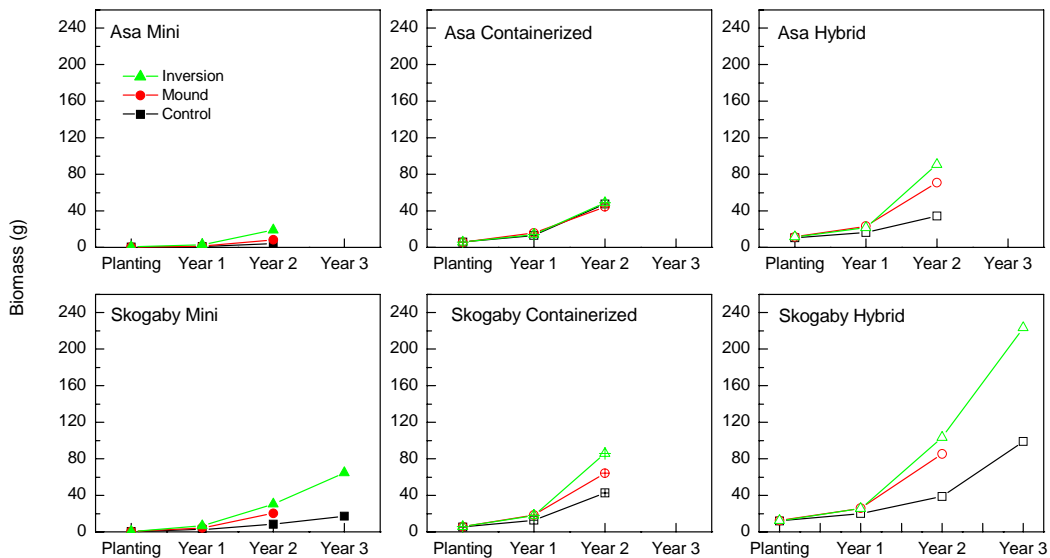 Biomass (g)
Asa Mini
Inversion
Mound
Control
240
200
160
120
80
40
0
Planting Year 1 Year 2 Year 3
Asa Containerized
240
200
160
120
80
40
0
Planting Year 1 Year 2 Year 3
Asa Hybrid
240
200
160
120
80
40
0
Planting Year 1 Year 2 Year 3
Skogaby Mini
240
200
160
120
80
40
0
Planting Year 1 Year 2 Year 3
Skogaby Containerized
240
200
160
120
80
40
0
Planting Year 1 Year 2 Year 3
Skogaby Hybrid
240
200
160
120
80
40
0
Planting Year 1 Year 2 Year 3